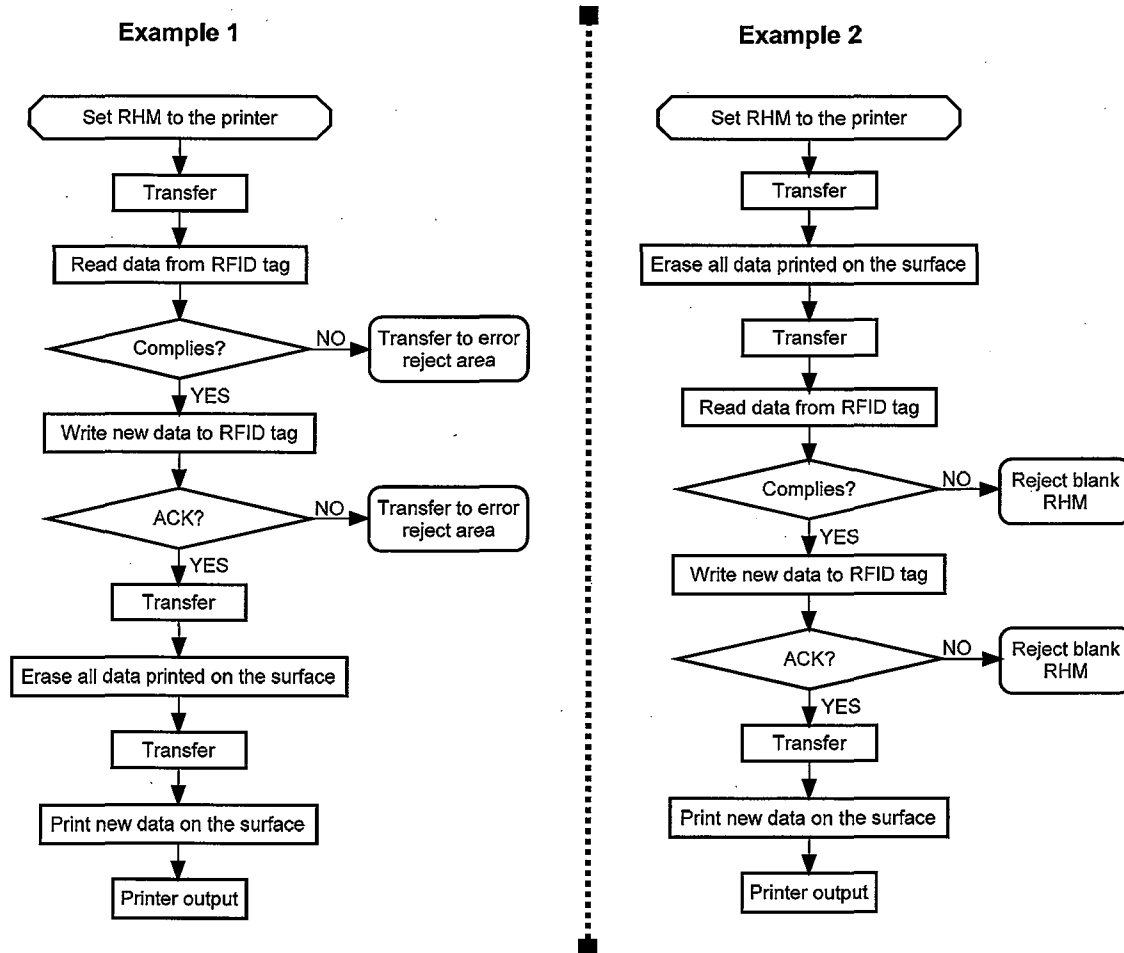 Example 1
Set RHM to the printer
Transfer
Read data from RFID tag
Complies?
NO
Transfer to error
reject area
YES
Write new data to RFID tag
ACK?
NO
Transfer to error
reject area
YES
Transfer
Erase all data printed on the surface
Transfer
Print new data on the surface
Printer output
Example 2
Set RHM to the printer
Transfer
Erase all data printed on the surface
Transfer
Read data from RFID tag
Complies?
NO
Reject blank
RHM
YES
Write new data to RFID tag
ACK?
NO
Reject blank
RHM
YES
Transfer
Print new data on the surface
Printer output